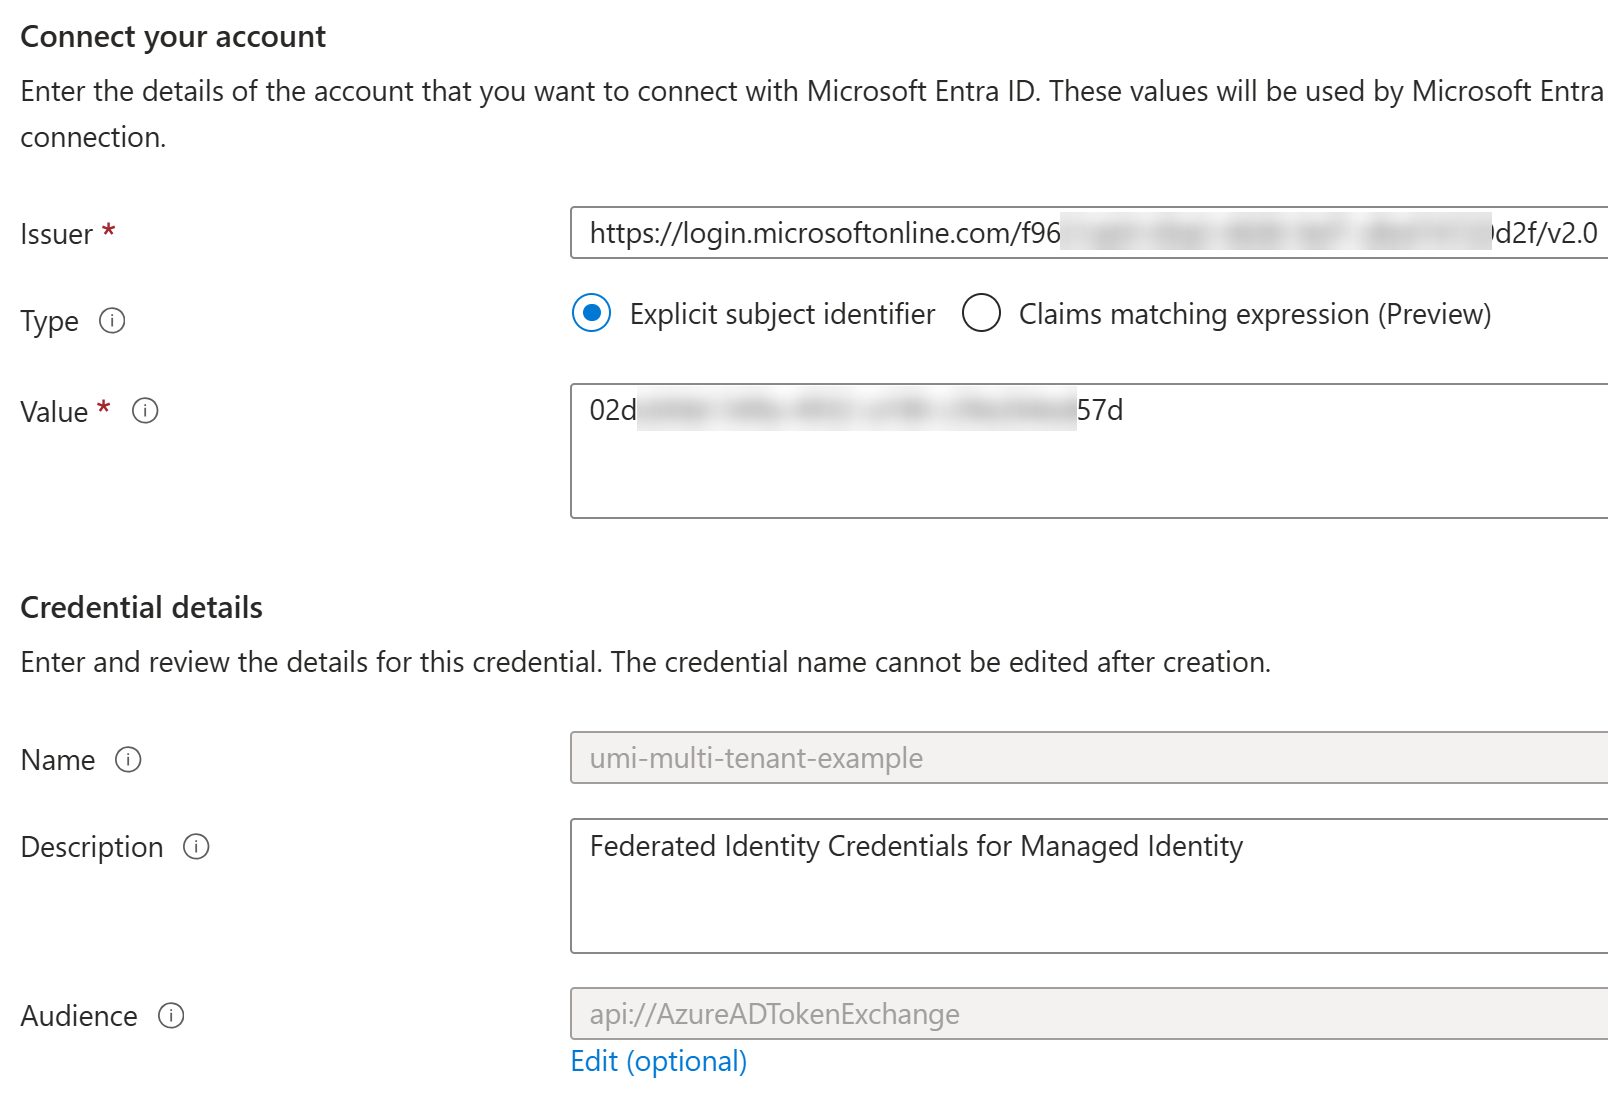 Connect your account
Enter the details of the account that you want to connect with Microsoft Entra ID. These values will be used by Microsoft Entra
connection.
Issuer *
https://login.microsoftonline.com/f96
d2f/v2.0
Type
Explicit subject identifier
Claims matching expression (Preview)
Value *
02d
57d
Credential details
Enter and review the details for this credential. The credential name cannot be edited after creation.
Name
umi-multi-tenant-example
Description
Federated Identity Credentials for Managed Identity
Audience
api://AzureADTokenExchange
Edit (optional)